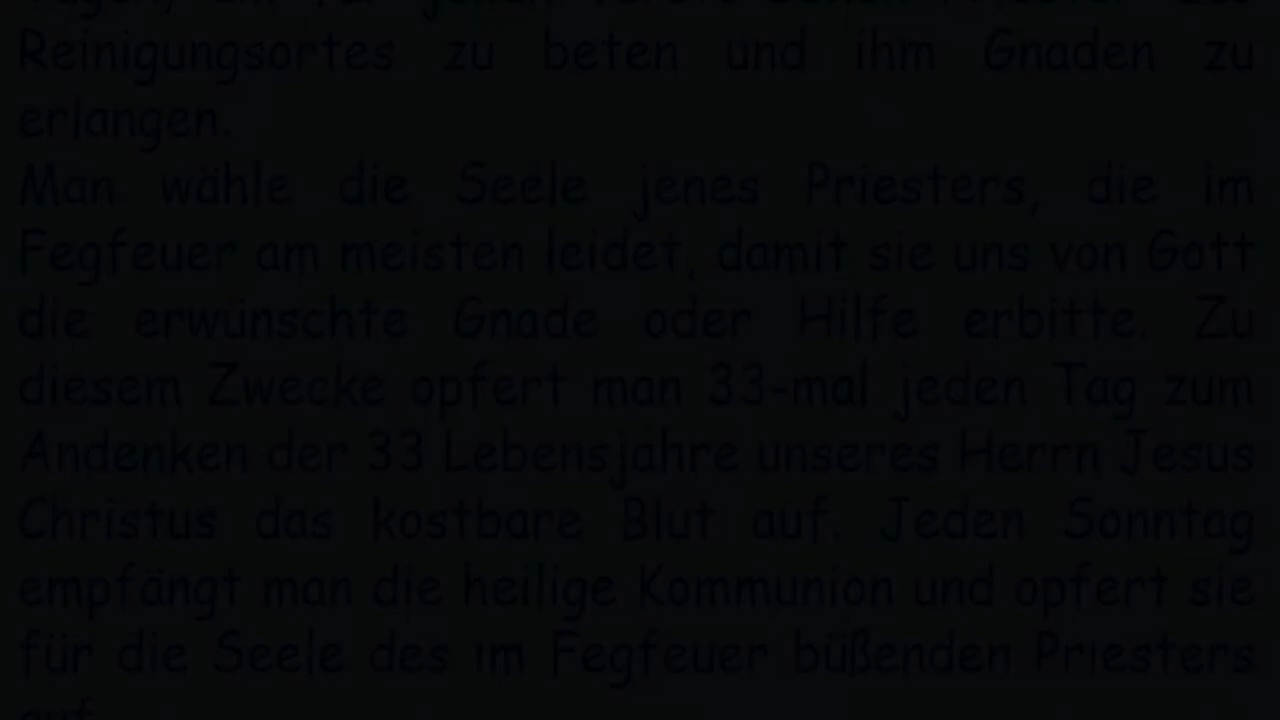 Reinigungsortes zu beten und ihm Gnaden zu
erlangen.
Man wähle die Seele jenes Priesters, die im
Fegfeuer am meisten leidet, damit sie uns von Gott
die erwünschte Gnade oder Hilfe erbitte. Zu
diesem Zwecke opfert man 33-mal jeden Tag zum
Andenken der 33 Lebensjahre unseres Herrn Jesus
Christus das kostbare Blut auf. Jeden Sonntag
empfängt man die heilige Kommunion und opfert sie
für die Seele des im Fegfeuer büßenden Priesters
auf.